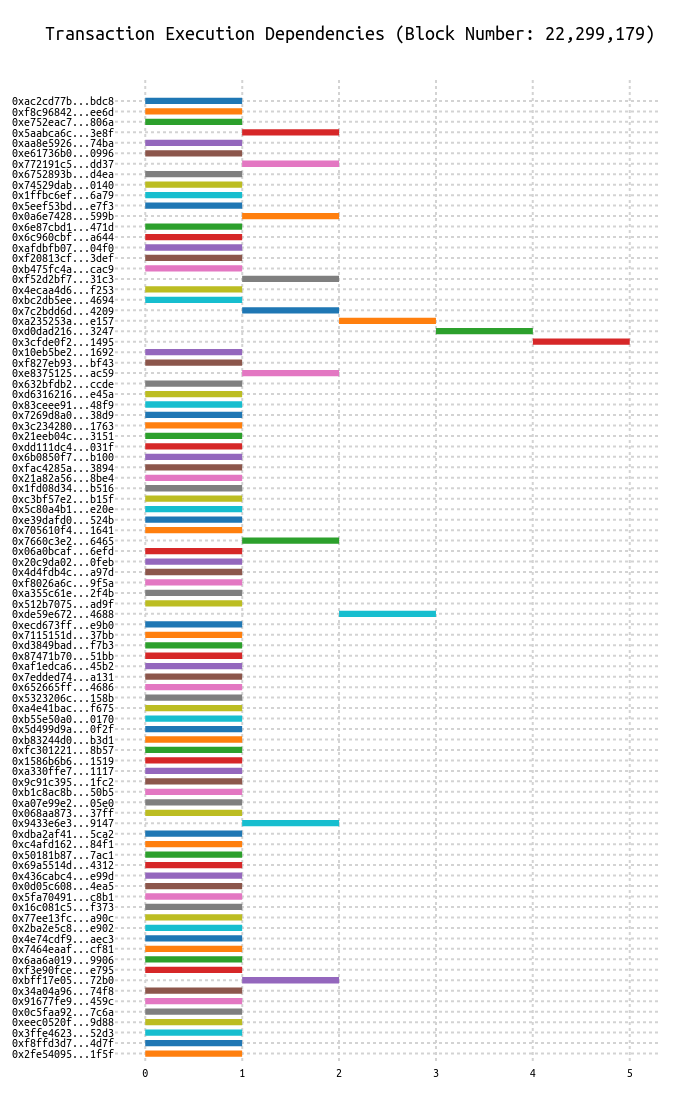 Transaction Execution Dependencies (Block Number: 22,299,179)
0xac2cd77b...bdc8
0xf8c96842...ee6d
0xe752eac7...806a
0x5aabca6c...3e8f
0xaa8e5926...74ba
0xe61736b0...0996
0x772191c5...dd37
0x6752893b...d4ea
0x74529dab...0140
0x1ffbc6ef...6a79
0x5eef53bd...e7f3
0x0a6e7428...599b
0x6e87cbd1...471d
0x6c960cbf...a644
0xafdbfb07...04f0
0xf20813cf...3def
0xb475fc4a...cac9
0xf52d2bf7...31c3
0x4ecaa4d6...f253
0xbc2db5ee...4694
0x7c2bdd6d...4209
0xa235253a...e157
0xd0dad216...3247
0x3cfde0f2...1495
0x10eb5be2...1692
0xf827eb93...bf43
0xe8375125...ac59
0x632bfdb2...ccde
0xd6316216...e45a
0x83ceee91...48f9
0x7269d8a0...38d9
0x3c234280...1763
0x21eeb04c...3151
0xdd111dc4...031f
0x6b0850f7...b100
0xfac4285a...3894
0x21a82a56...8be4
0x1fd08d34...b516
0xc3bf57e2...b15f
0x5c80a4b1...e20e
0xe39dafd0...524b
0x705610f4...1641
0x7660c3e2...6465
0x06a0bcaf...6efd
0x20c9da02...0feb
0x4d4fdb4c...a97d
0xf8026a6c...9f5a
0xa355c61e...2f4b
0x512b7075...ad9f
0xde59e672...4688
0xecd673ff...e9b0
0x7115151d...37bb
0xd3849bad...f7b3
0x87471b70...51bb
0xaf1edca6...45b2
0x7edded74...a131
0x652665ff...4686
0x5323206c...158b
0xa4e41bac...f675
0xb55e50a0...0170
0x5d499d9a...0f2f
0xb83244d0...b3d1
0xfc301221...8b57
0x1586b6b6...1519
0xa330ffe7...1117
0x9c91c395...1fc2
0xb1c8ac8b...50b5
0xa07e99e2...05e0
0x068aa873...37ff
0x9433e6e3...9147
0xdba2af41...5ca2
0xc4afd162...84f1
0x50181b87...7ac1
0x69a5514d...4312
0x436cabc4...e99d
0x0d05c608...4ea5
0x5fa70491...c8b1
0x16c081c5...f373
0x77ee13fc...a90c
0x2ba2e5c8...e902
0x4e74cdf9...aec3
0x7464eaaf...cf81
0x6aa6a019...9906
0xf3e90fce...e795
0xbff17e05...72b0
0x34a04a96...74f8
0x91677fe9...459c
0x0c5faa92...7c6a
0xeec0520f...9d88
0x3ffe4623...52d3
0xf8ffd3d7...4d7f
0x2fe54095...1f5f
0 1 2 3 4 5